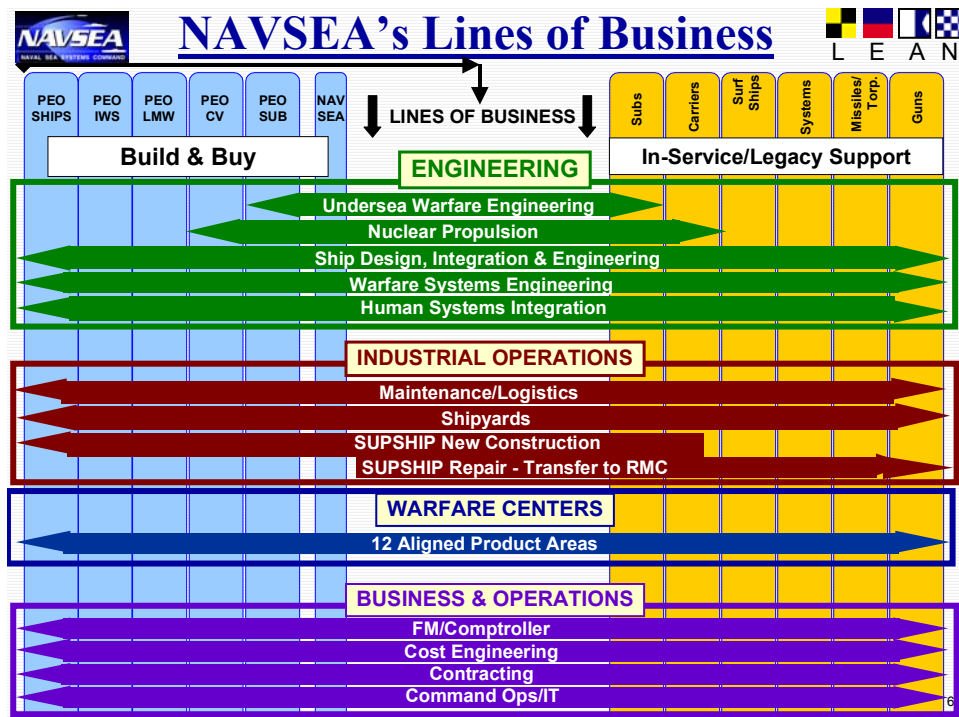 NAVSEA
NAVAL SEA SYSTEMS COMMAND
NAVSEA's Lines of Business
L E A N
PEO
SHIPS
PEO
IWS
PEO
LMW
PEO
CV
PEO
SUB
NAV
SEA
LINES OF BUSINESS
Subs
Carriers
Surf
Ships
Systems
Missiles/
Torp.
Guns
Build & Buy
In-Service/Legacy Support
ENGINEERING
Undersea Warfare Engineering
Nuclear Propulsion
Ship Design, Integration & Engineering
Warfare Systems Engineering
Human Systems Integration
INDUSTRIAL OPERATIONS
Maintenance/Logistics
Shipyards
SUPSHIP New Construction
SUPSHIP Repair - Transfer to RMC
WARFARE CENTERS
12 Aligned Product Areas
BUSINESS & OPERATIONS
FM/Comptroller
Cost Engineering
Contracting
Command Ops/IT
6